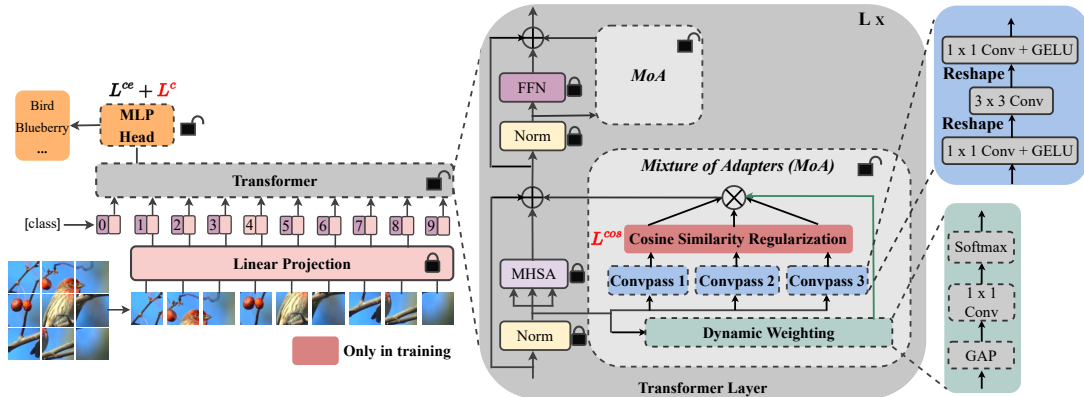 L^ce + L^c
Bird
Blueberry
...
MLP
Head
Transformer
[class]
0 1 2 3 4 5 6 7 8 9
Linear Projection
Only in training
L x
MoA
FFN
Norm
Mixture of Adapters (MoA)
L^cos
Cosine Similarity Regularization
MHSA
Convpass 1
Convpass 2
Convpass 3
Norm
Dynamic Weighting
Transformer Layer
1 x 1 Conv + GELU
Reshape
3 x 3 Conv
Reshape
1 x 1 Conv + GELU
Softmax
1 x 1
Conv
GAP